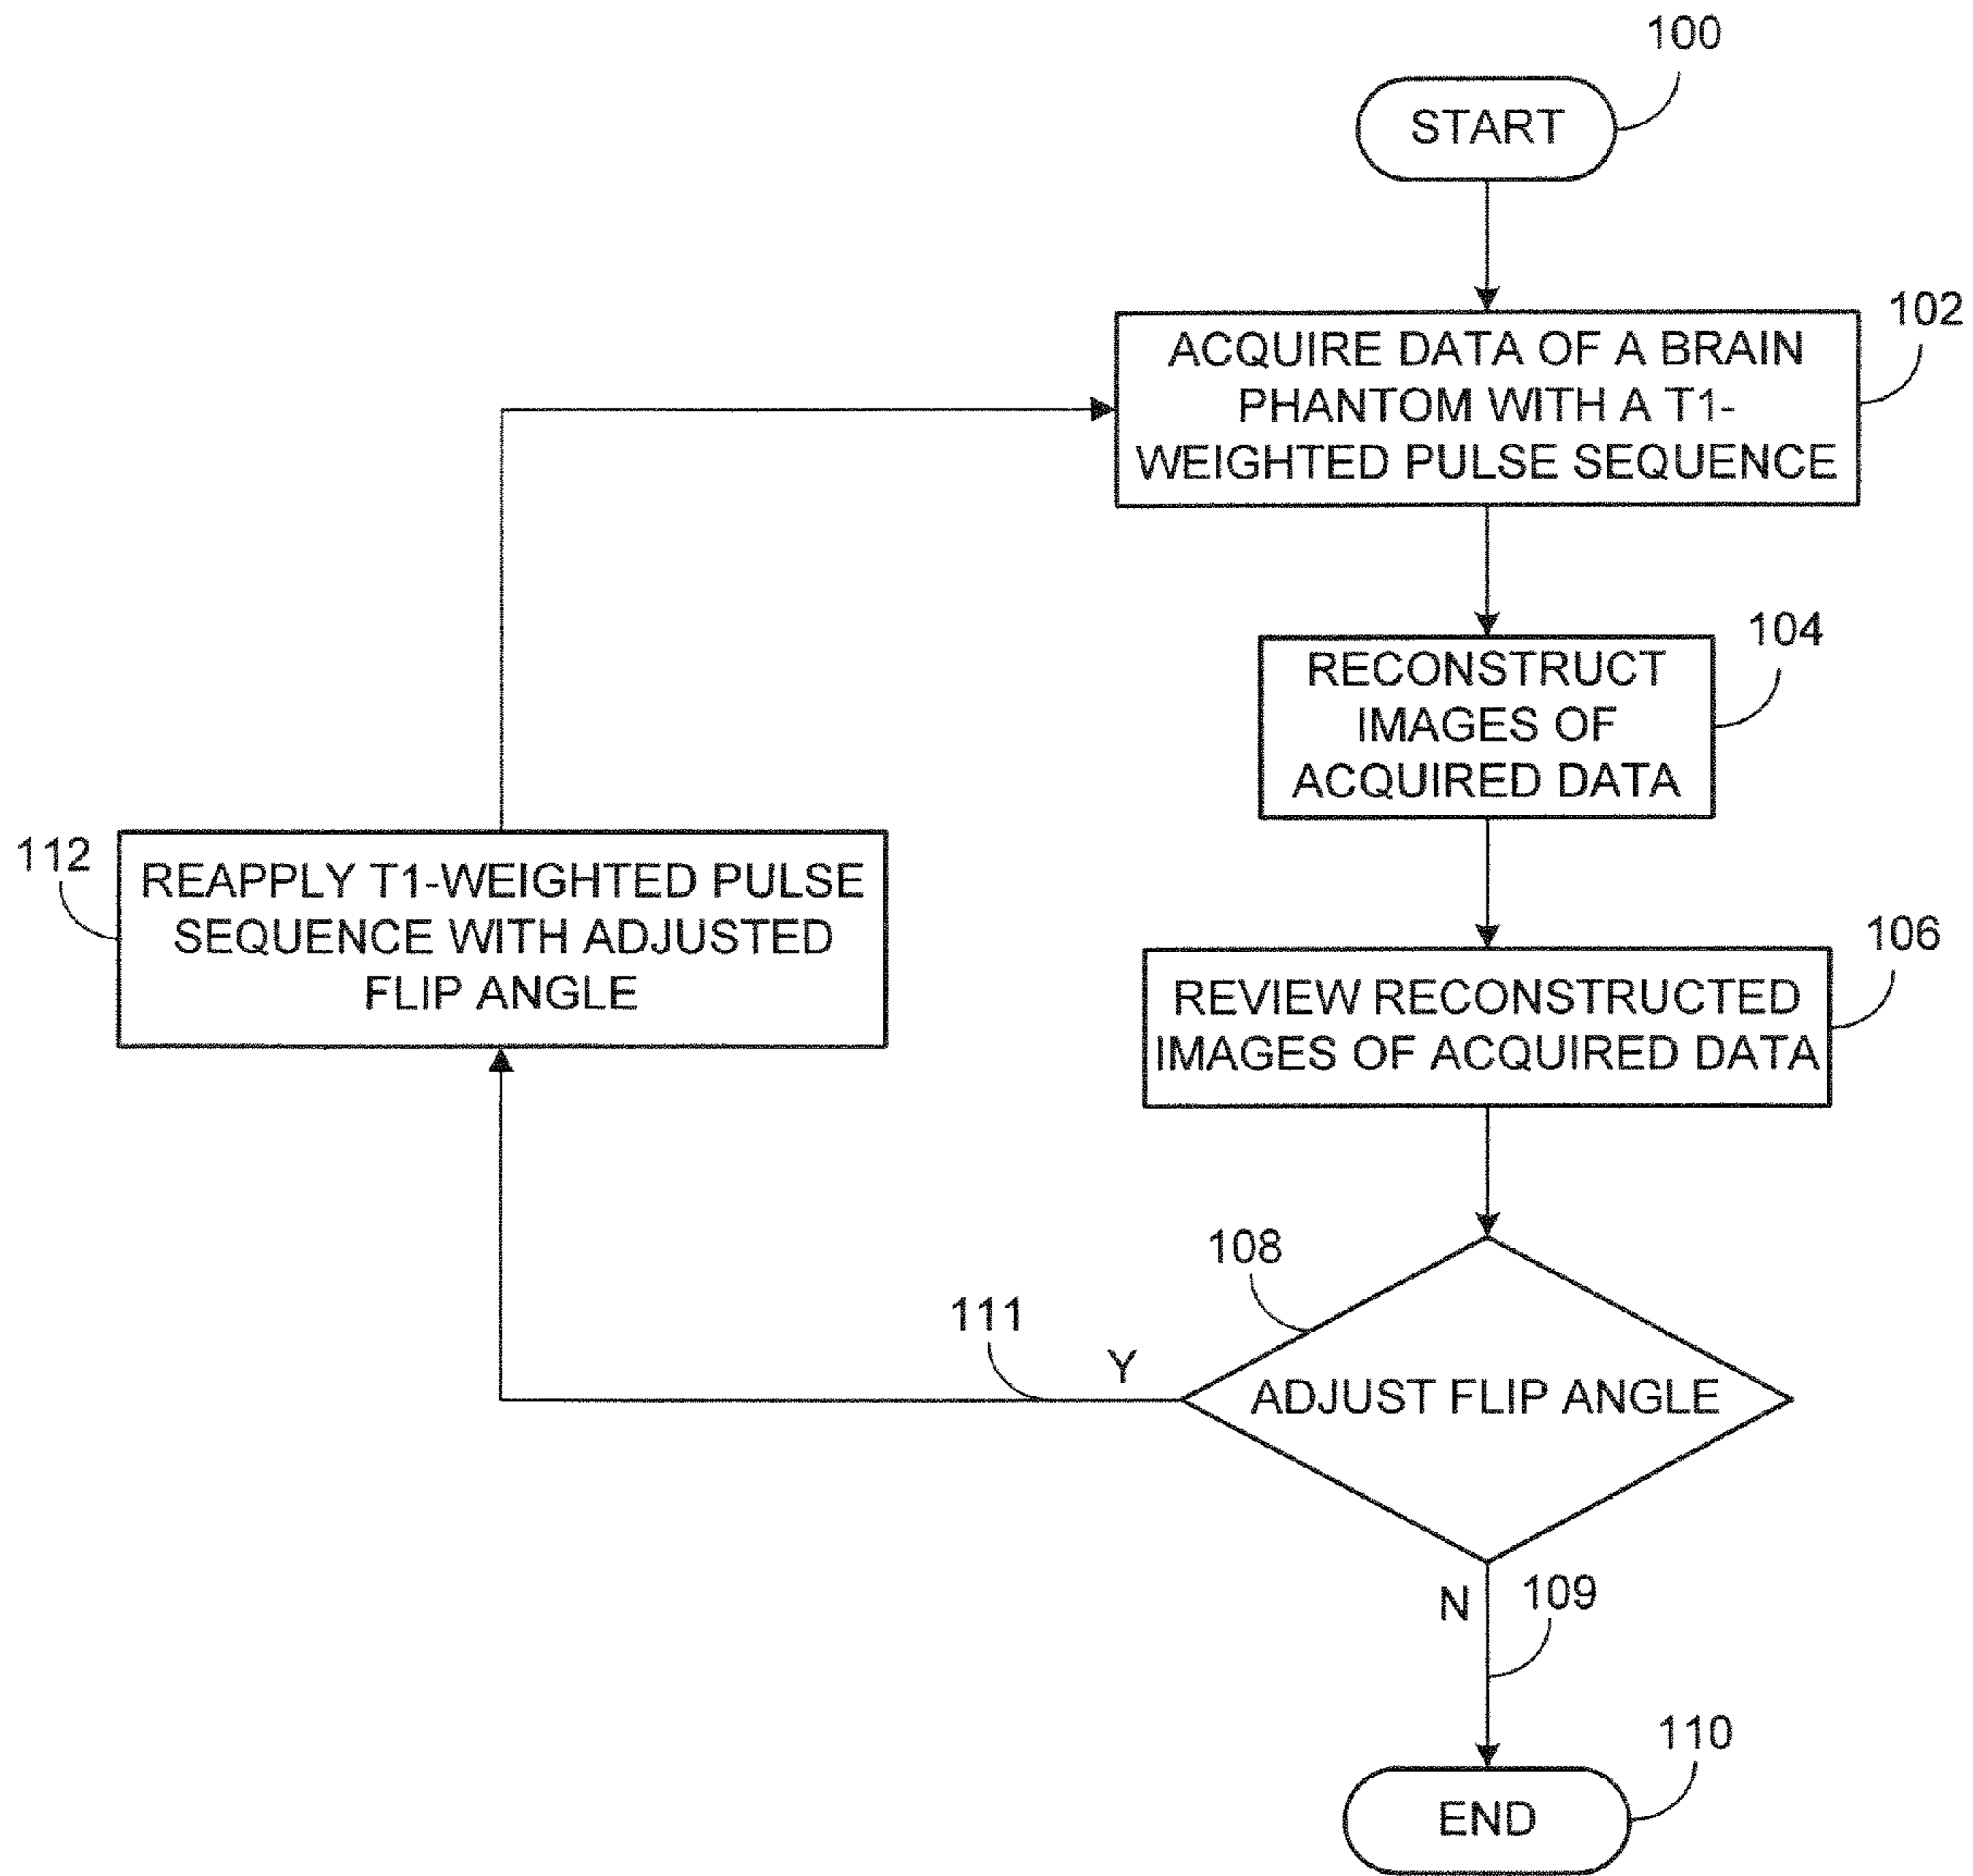 100
START
102
ACQUIRE DATA OF A BRAIN
PHANTOM WITH A T1-
WEIGHTED PULSE SEQUENCE
104
RECONSTRUCT
IMAGES OF
ACQUIRED DATA
112
REAPPLY T1-WEIGHTED PULSE
SEQUENCE WITH ADJUSTED
FLIP ANGLE
106
REVIEW RECONSTRUCTED
IMAGES OF ACQUIRED DATA
108
111
Y
ADJUST FLIP ANGLE
N
109
110
END